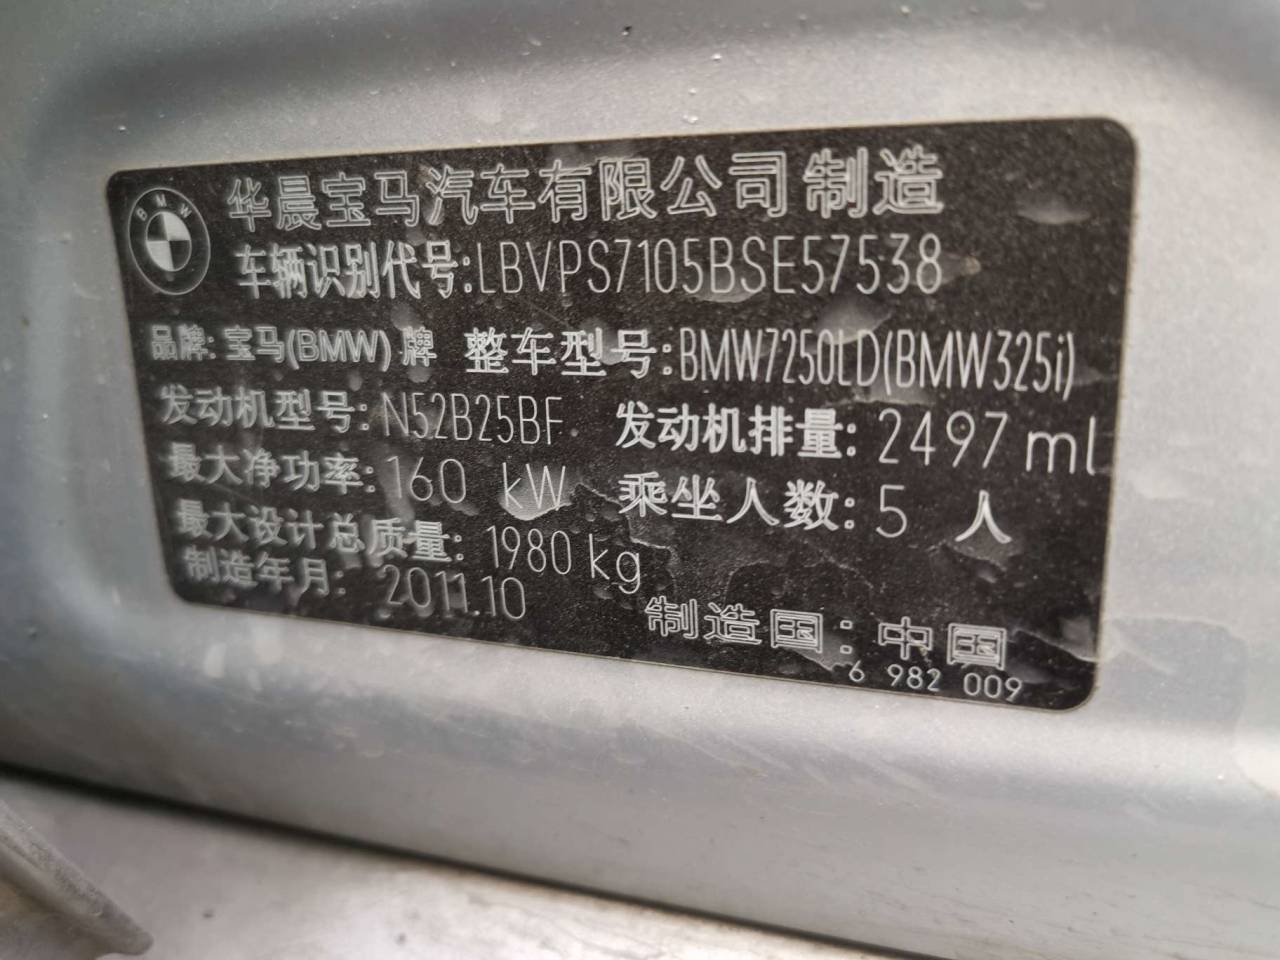 BMW
华晨宝马汽车有限公司制造
车辆识别代号:LBVPS7105BSE57538
品牌:宝马(BMW)牌 整车型号:BMW7250LD(BMW325i)
发动机型号:N52B25BF 发动机排量:2497 ml
最大净功率:160 kW 乘坐人数:5 人
最大设计总质量:1980 kg
制造年月:2011.10 制造国:中国
6 982 009